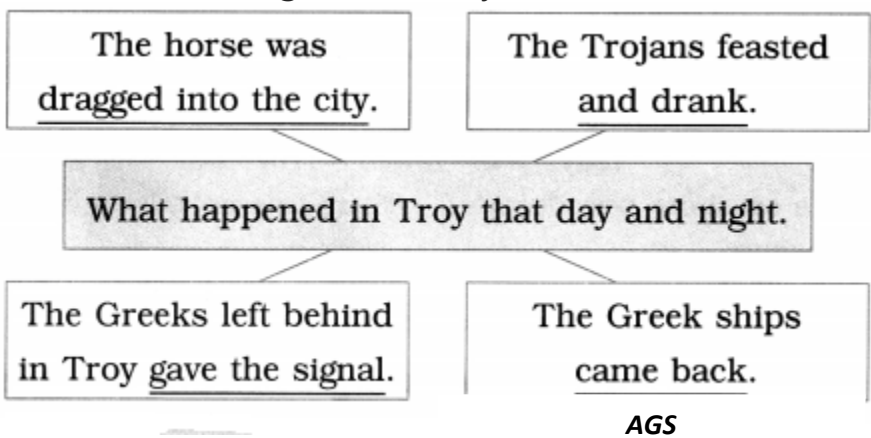 The horse was
dragged into the city.
The Trojans feasted
and drank.
What happened in Troy that day and night.
The Greeks left behind
in Troy gave the signal.
The Greek ships
came back.
AGS